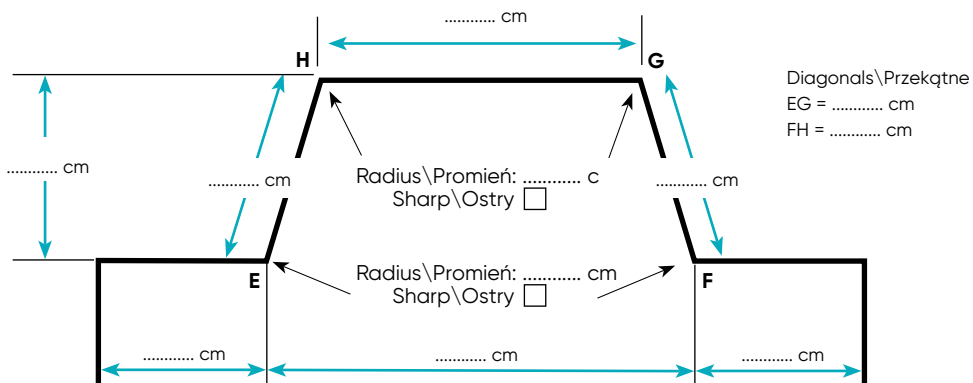 ............ cm
H
G
Diagonals\Przekątne
EG = ............ cm
FH = ............ cm
............ cm
............ cm
............ cm
Radius\Promień: ............ c
Sharp\Ostry
E
F
Radius\Promień: ............ cm
Sharp\Ostry
............ cm
............ cm
............ cm